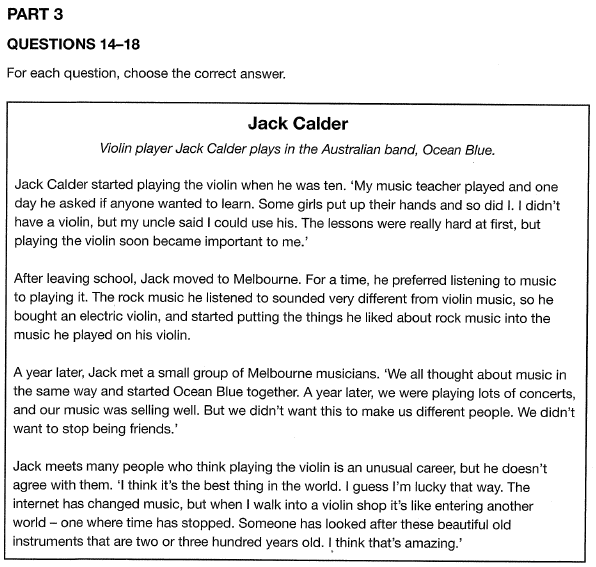 PART 3
QUESTIONS 14–18
For each question, choose the correct answer.
Jack Calder
Violin player Jack Calder plays in the Australian band, Ocean Blue.
Jack Calder started playing the violin when he was ten. ‘My music teacher played and one
day he asked if anyone wanted to learn. Some girls put up their hands and so did I. I didn’t
have a violin, but my uncle said I could use his. The lessons were really hard at first, but
playing the violin soon became important to me.’
After leaving school, Jack moved to Melbourne. For a time, he preferred listening to music
to playing it. The rock music he listened to sounded very different from violin music, so he
bought an electric violin, and started putting the things he liked about rock music into the
music he played on his violin.
A year later, Jack met a small group of Melbourne musicians. ‘We all thought about music in
the same way and started Ocean Blue together. A year later, we were playing lots of concerts,
and our music was selling well. But we didn’t want this to make us different people. We didn’t
want to stop being friends.’
Jack meets many people who think playing the violin is an unusual career, but he doesn’t
agree with them. ‘I think it’s the best thing in the world. I guess I’m lucky that way. The
internet has changed music, but when I walk into a violin shop it’s like entering another
world – one where time has stopped. Someone has looked after these beautiful old
instruments that are two or three hundred years old. I think that’s amazing.’